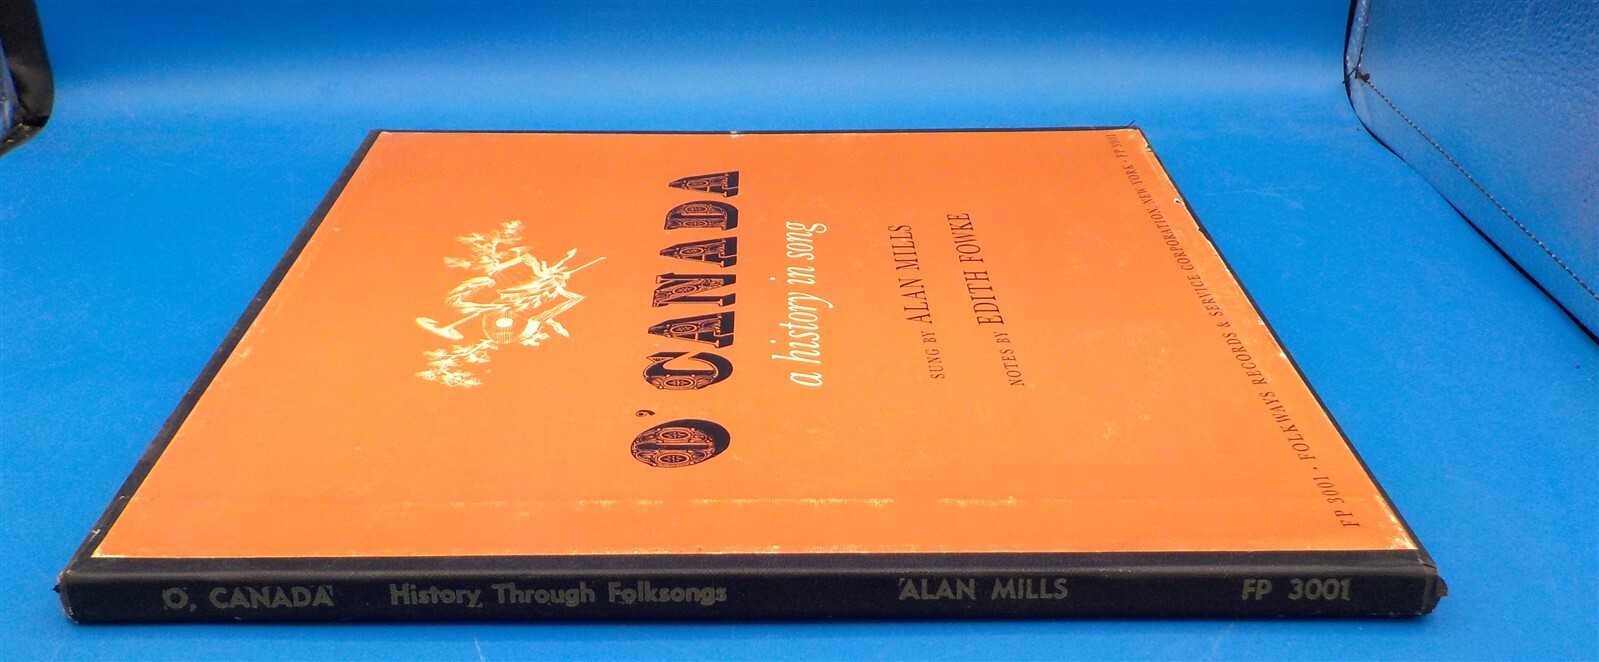 O' CANADA
a history in song
SUNG BY ALAN MILLS
NOTES BY EDITH FOWKE
FP 3001 · FOLKWAYS RECORDS & SERVICE CORPORATION, NEW YORK · FP 3001
O, CANADA History Through Folksongs ALAN MILLS FP 3001